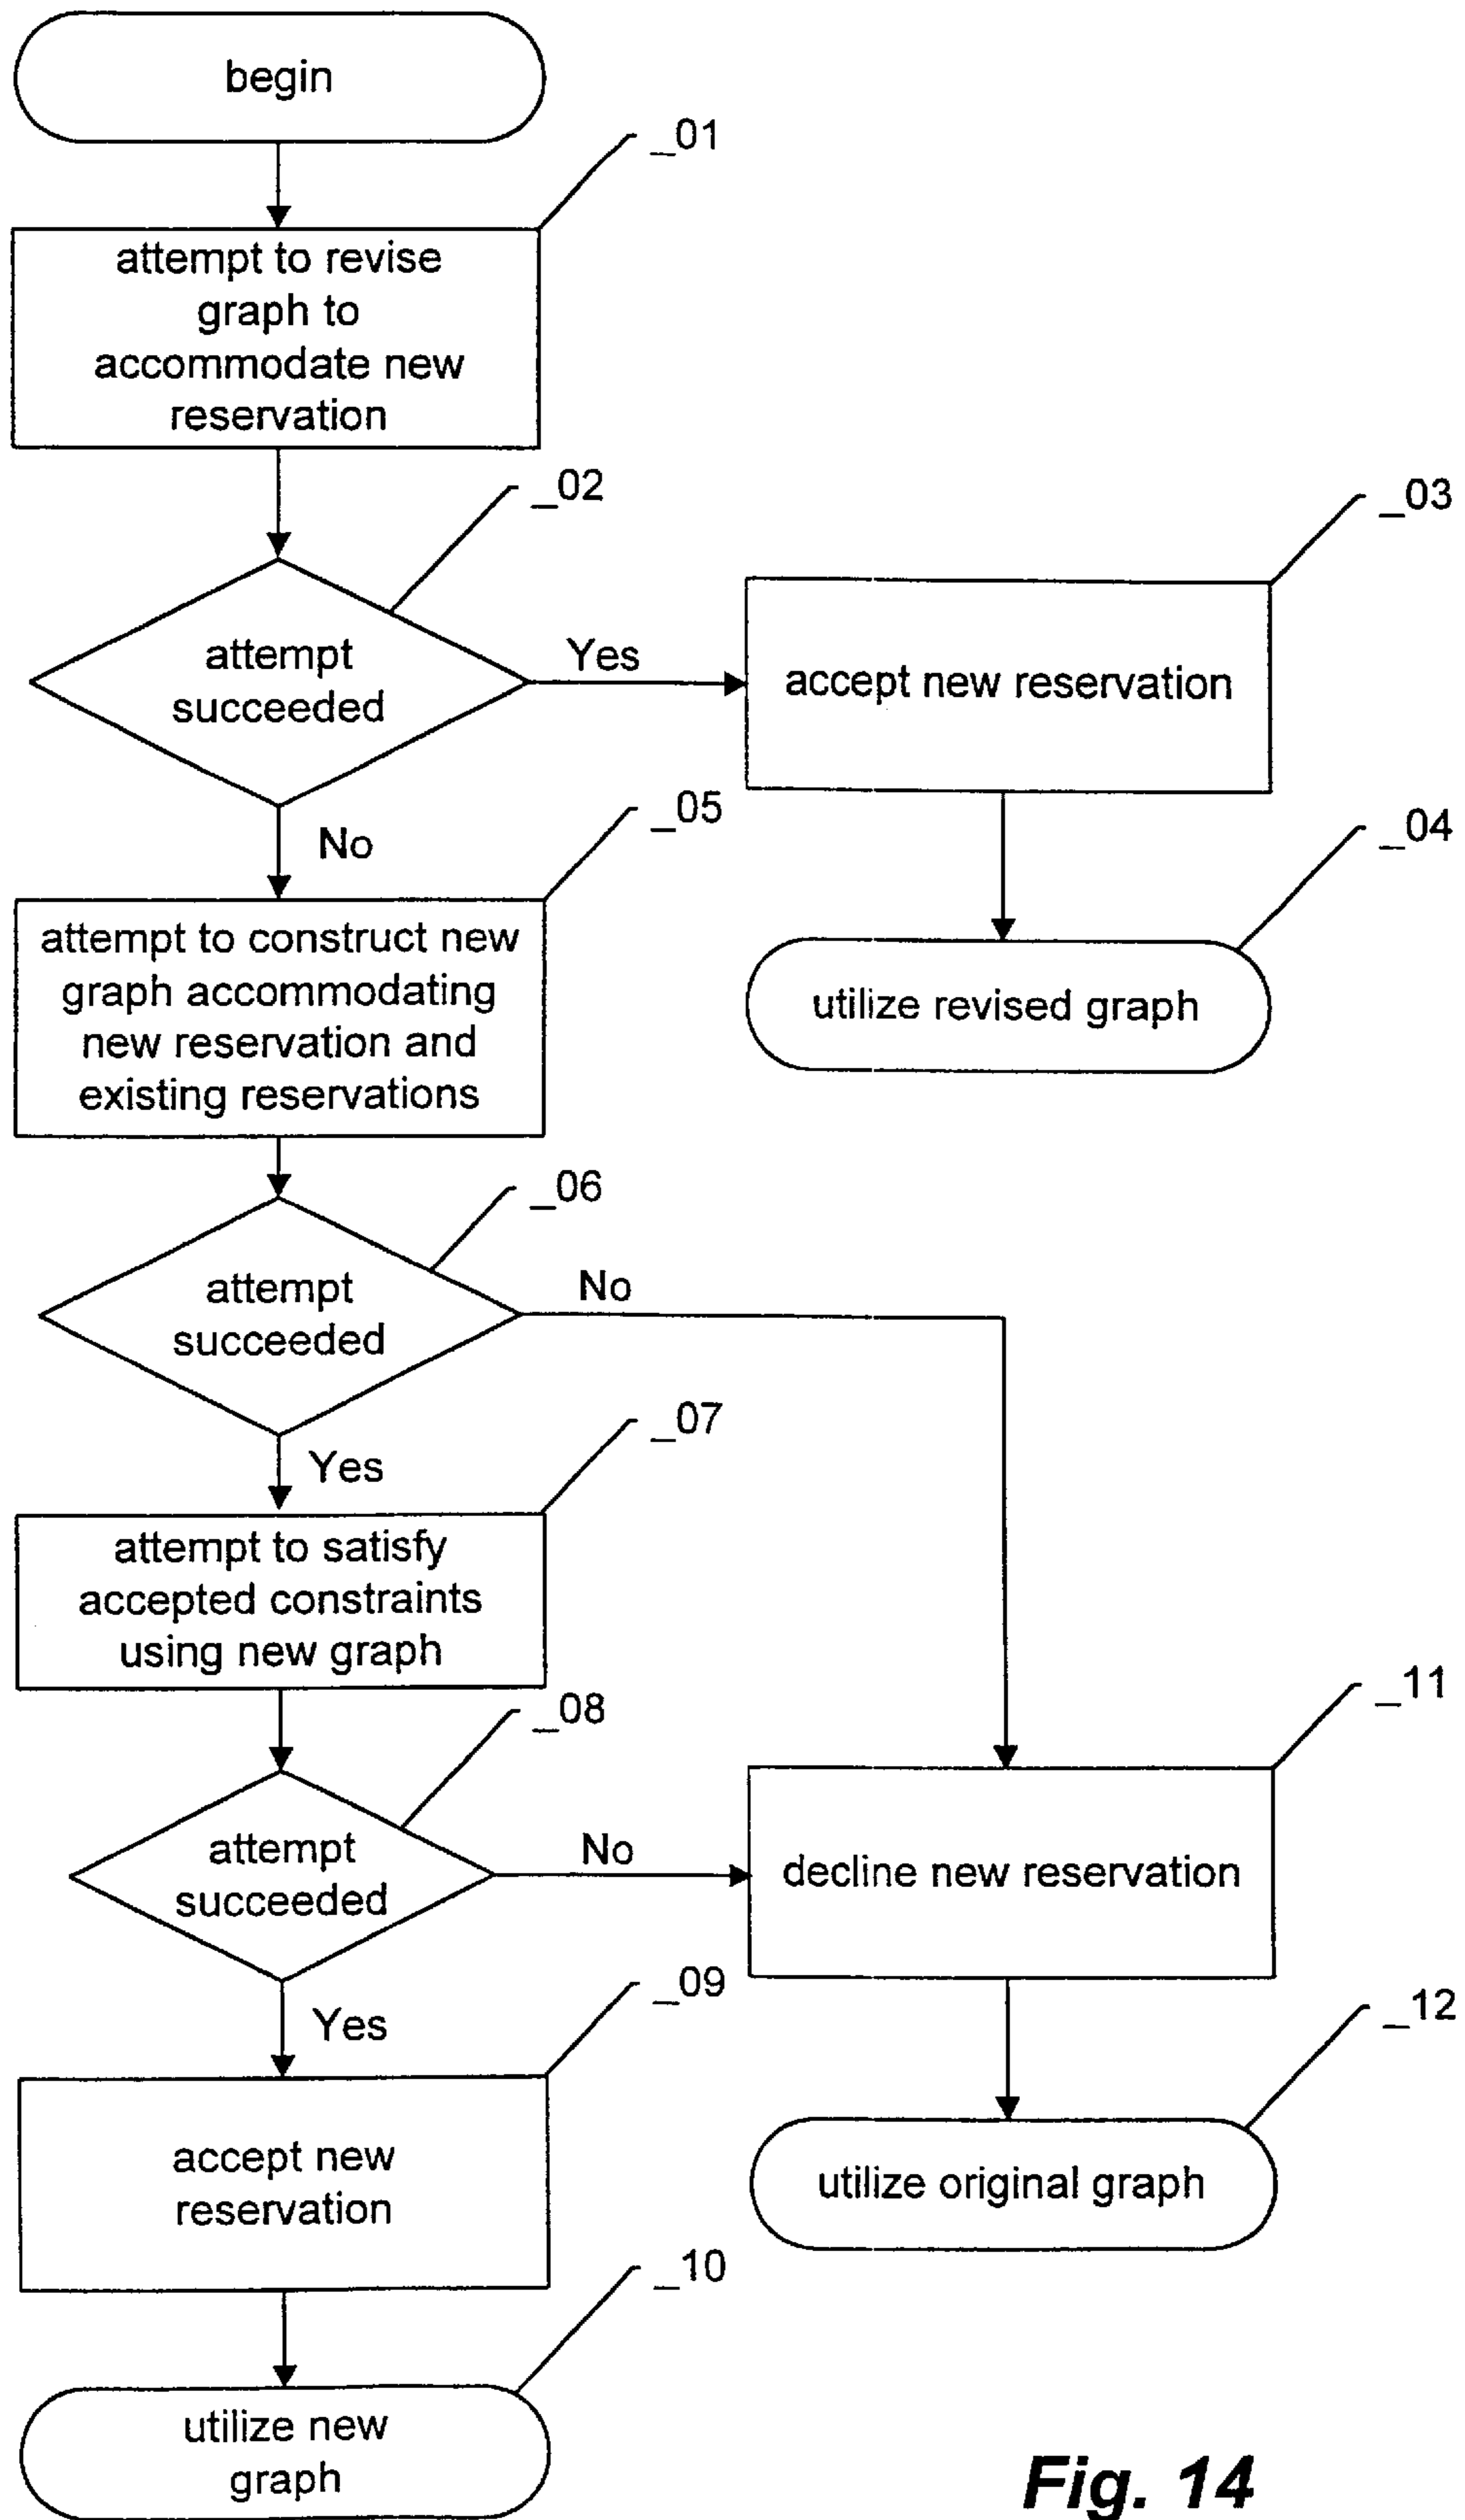 begin
_01
attempt to revise
graph to
accommodate new
reservation
_02
attempt
succeeded
Yes
_03
accept new reservation
No
_04
utilize revised graph
_05
attempt to construct new
graph accommodating
new reservation and
existing reservations
_06
attempt
succeeded
No
Yes
_07
attempt to satisfy
accepted constraints
using new graph
_08
attempt
succeeded
No
_11
decline new reservation
Yes
_12
utilize original graph
_09
accept new
reservation
_10
utilize new
graph
Fig. 14